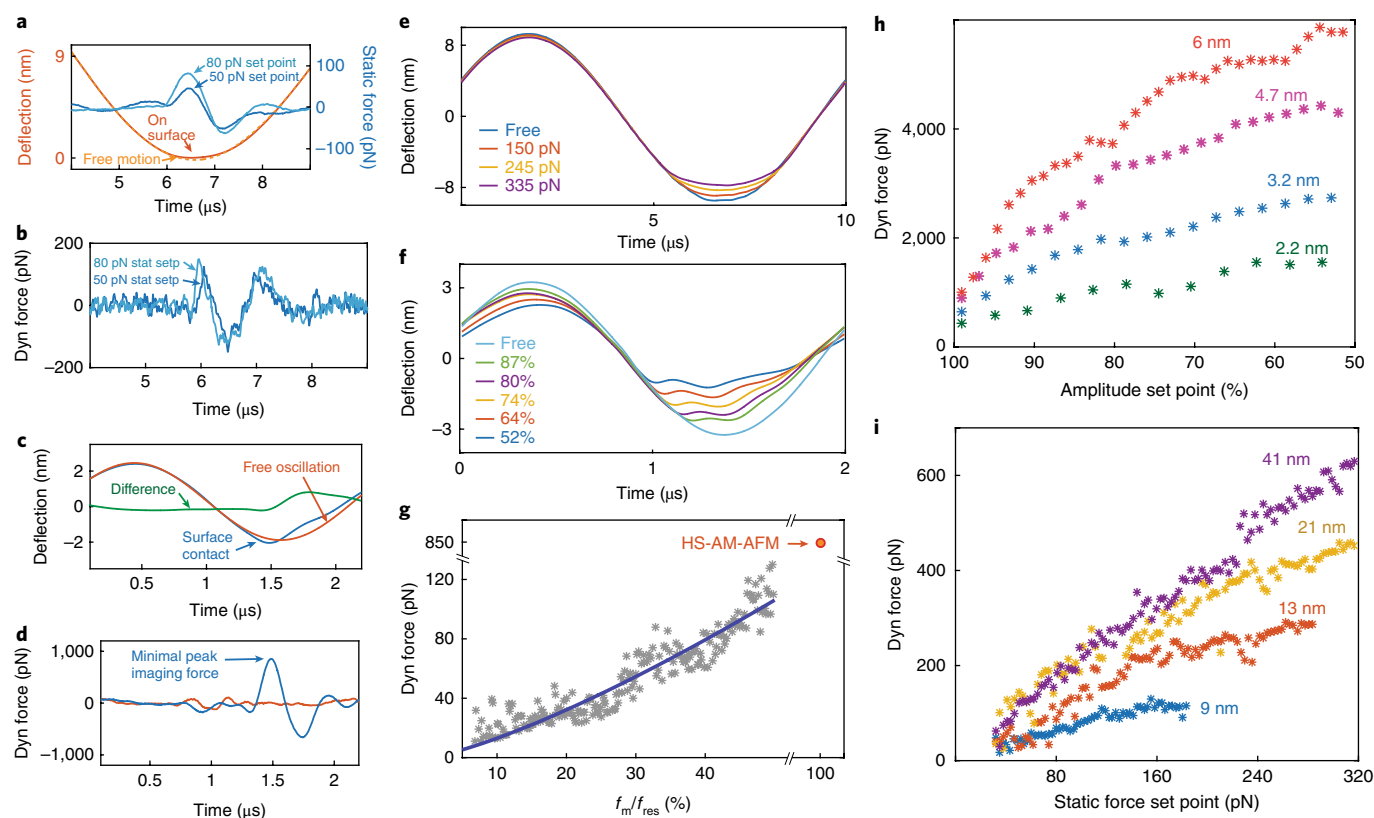 a
Deflection (nm)
9
0
80 pN set point
50 pN set point
On
surface
Free motion
100
0
−100
Static force (pN)
5
6
7
8
Time (μs)
b
Dyn force (pN)
200
0
−200
80 pN stat setp
50 pN stat setp
5
6
7
8
Time (μs)
c
Deflection (nm)
2
0
−2
Free oscillation
Difference
Surface
contact
0.5
1
1.5
2
Time (μs)
d
Dyn force (pN)
1,000
0
−1,000
Minimal peak
imaging force
0.5
1
1.5
2
Time (μs)
e
Deflection (nm)
8
0
−8
Free
150 pN
245 pN
335 pN
5
10
Time (μs)
f
Deflection (nm)
3
0
−3
Free
87%
80%
74%
64%
52%
0
1
2
Time (μs)
g
Dyn force (pN)
850
120
80
40
0
HS-AM-AFM
10
20
30
40
100
fm/fres (%)
h
Dyn force (pN)
4,000
2,000
0
6 nm
4.7 nm
3.2 nm
2.2 nm
100
90
80
70
60
50
Amplitude set point (%)
i
Dyn force (pN)
600
400
200
0
41 nm
21 nm
13 nm
9 nm
80
160
240
320
Static force set point (pN)